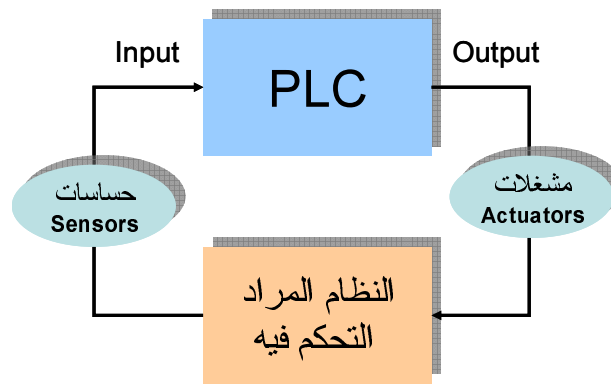 Input
Output
PLC
حساسات
Sensors
مشغلات
Actuators
النظام المراد
التحكم فيه